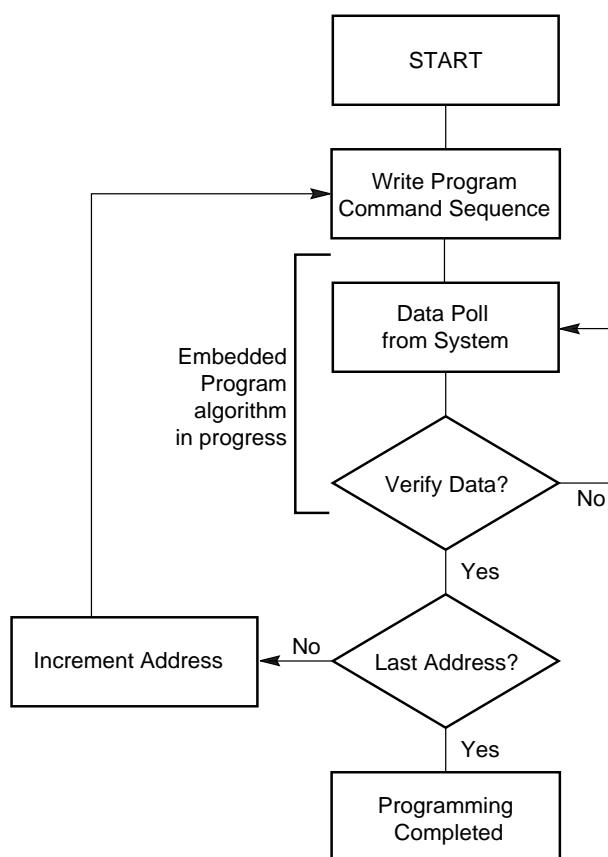 START
Write Program
Command Sequence
Data Poll
from System
Embedded
Program
algorithm
in progress
Verify Data?
No
Yes
No
Increment Address
Last Address?
Yes
Programming
Completed